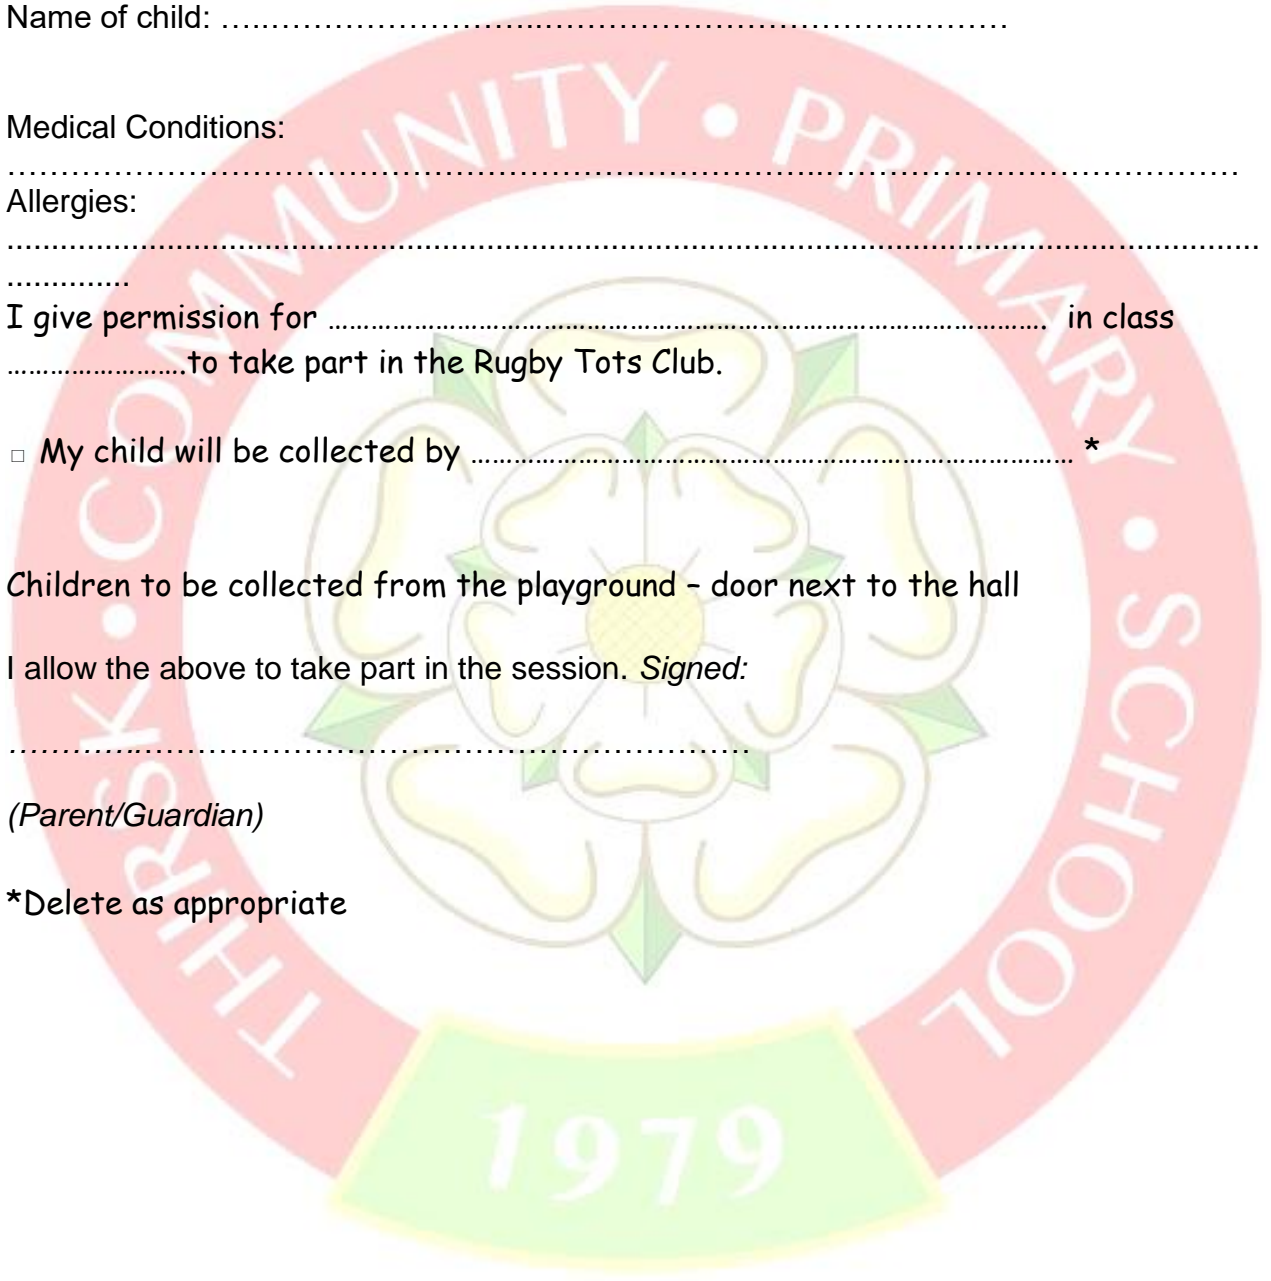 Name of child: …..……………………..…………………………………..………
Medical Conditions:
……………………………………………………………………..……………………………………
Allergies:
...............................................................................................................................................
..............
I give permission for ………………………………………………………………………………………. in class
…………………….to take part in the Rugby Tots Club.
□ My child will be collected by ………………………………………………………………………… *
Children to be collected from the playground – door next to the hall
I allow the above to take part in the session. Signed:
…………..……………………………………………………………
(Parent/Guardian)
*Delete as appropriate
THIRSK • COMMUNITY • PRIMARY • SCHOOL
1979